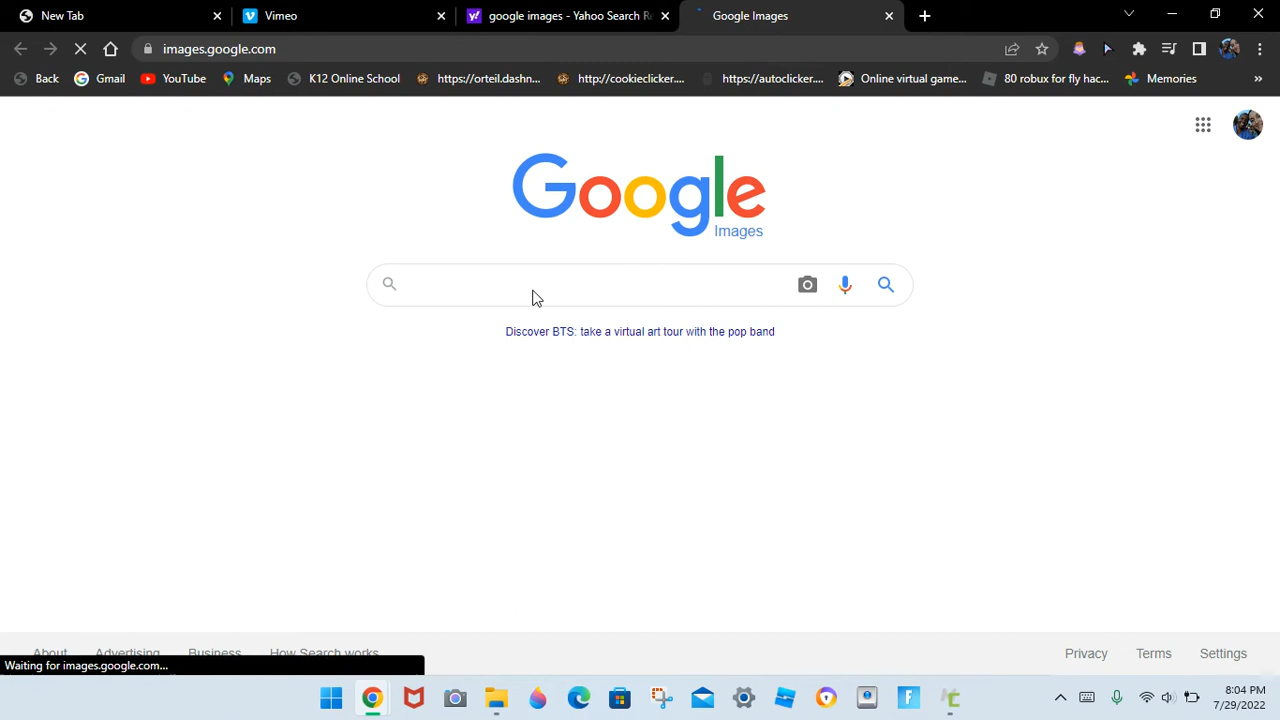 New Tab
Vimeo
google images - Yahoo Search Re
Google Images
images.google.com
Back
Gmail
YouTube
Maps
K12 Online School
https://orteil.dashn...
http://cookieclicker....
https://autoclicker....
Online virtual game...
80 robux for fly hac...
Memories
Google
Images
Discover BTS: take a virtual art tour with the pop band
About
Advertising
Business
How Search works
Privacy
Terms
Settings
Waiting for images.google.com...
8:04 PM
7/29/2022